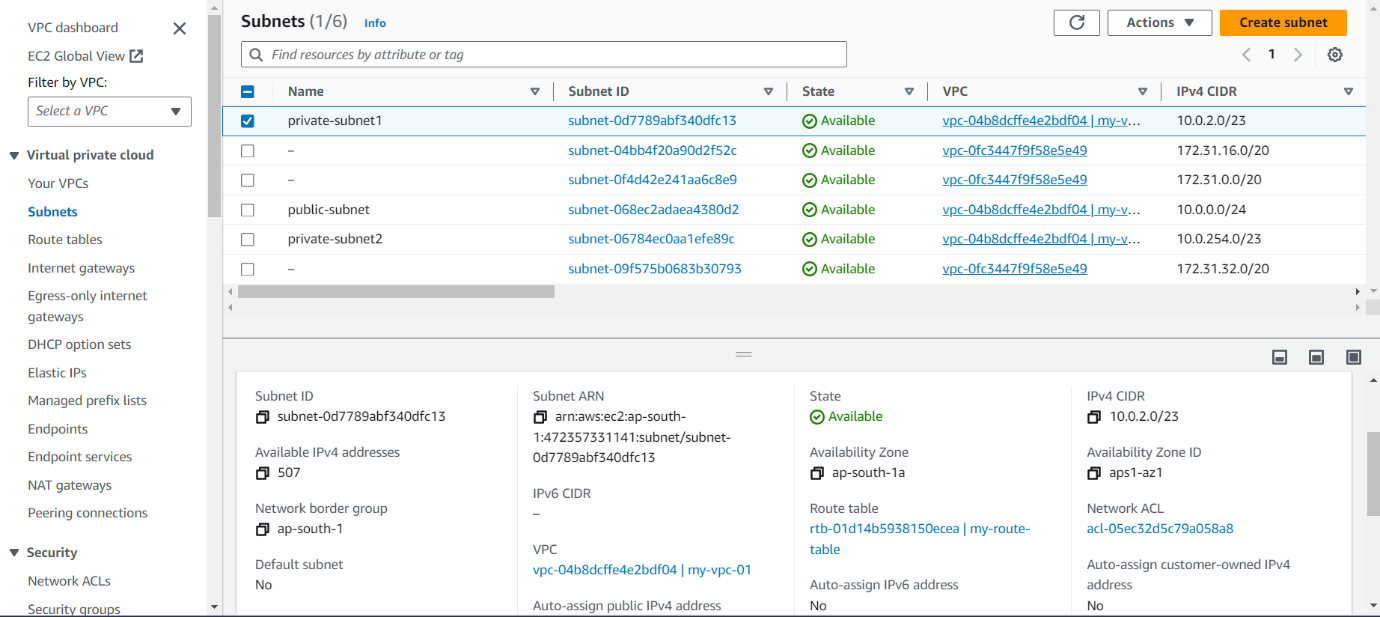 VPC dashboard
EC2 Global View
Filter by VPC:
Select a VPC
Virtual private cloud
Your VPCs
Subnets
Route tables
Internet gateways
Egress-only internet
gateways
DHCP option sets
Elastic IPs
Managed prefix lists
Endpoints
Endpoint services
NAT gateways
Peering connections
Security
Network ACLs
Security groups
Subnets (1/6) Info
Actions
Create subnet
Find resources by attribute or tag
1
Name Subnet ID State VPC IPv4 CIDR
private-subnet1 subnet-0d7789abf340dfc13 Available vpc-04b8dcffe4e2bdf04 | my-v... 10.0.2.0/23
– subnet-04bb4f20a90d2f52c Available vpc-0fc3447f9f58e5e49 172.31.16.0/20
– subnet-0f4d42e241aa6c8e9 Available vpc-0fc3447f9f58e5e49 172.31.0.0/20
public-subnet subnet-068ec2adaea4380d2 Available vpc-04b8dcffe4e2bdf04 | my-v... 10.0.0.0/24
private-subnet2 subnet-06784ec0aa1efe89c Available vpc-04b8dcffe4e2bdf04 | my-v... 10.0.254.0/23
– subnet-09f575b0683b30793 Available vpc-0fc3447f9f58e5e49 172.31.32.0/20
Subnet ID
subnet-0d7789abf340dfc13
Available IPv4 addresses
507
Network border group
ap-south-1
Default subnet
No
Subnet ARN
arn:aws:ec2:ap-south-
1:472357331141:subnet/subnet-
0d7789abf340dfc13
IPv6 CIDR
–
VPC
vpc-04b8dcffe4e2bdf04 | my-vpc-01
Auto-assign public IPv4 address
State
Available
Availability Zone
ap-south-1a
Route table
rtb-01d14b5938150ecea | my-route-
table
Auto-assign IPv6 address
No
IPv4 CIDR
10.0.2.0/23
Availability Zone ID
aps1-az1
Network ACL
acl-05ec32d5c79a058a8
Auto-assign customer-owned IPv4
address
No